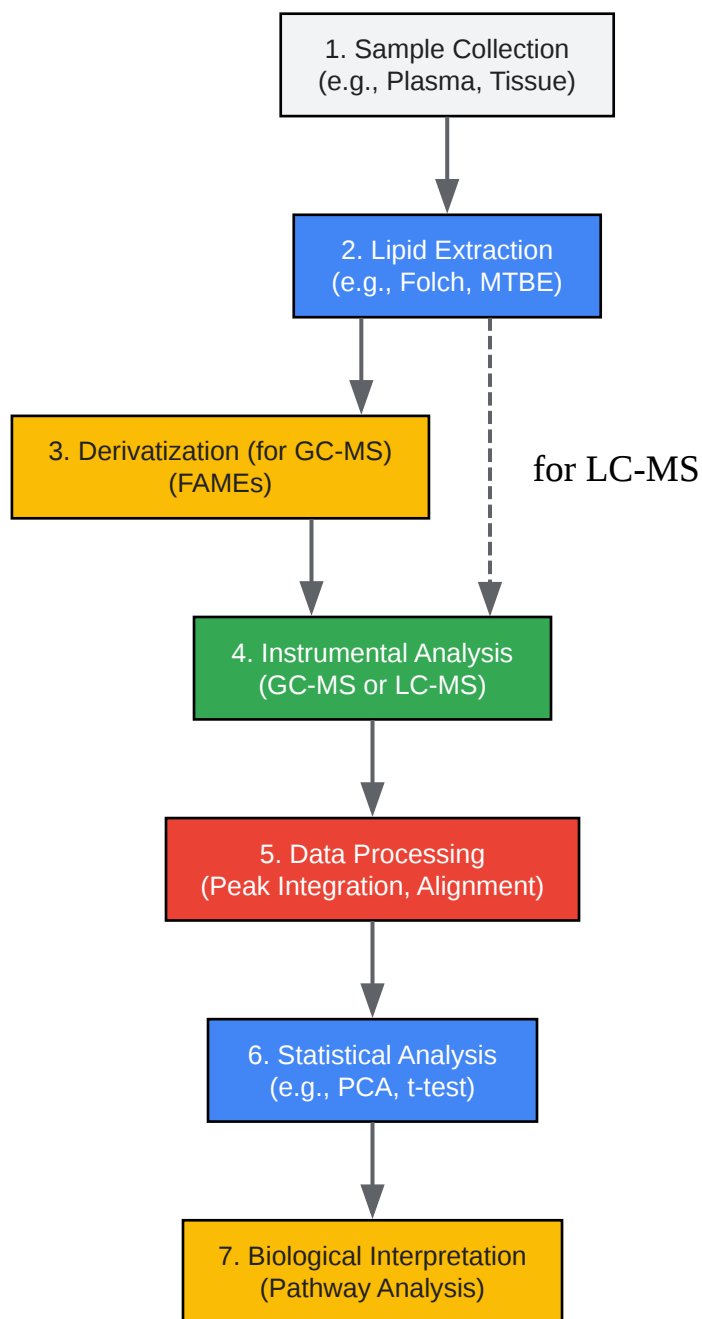 1. Sample Collection
(e.g., Plasma, Tissue)
2. Lipid Extraction
(e.g., Folch, MTBE)
3. Derivatization (for GC-MS)
(FAMEs)
for LC-MS
4. Instrumental Analysis
(GC-MS or LC-MS)
5. Data Processing
(Peak Integration, Alignment)
6. Statistical Analysis
(e.g., PCA, t-test)
7. Biological Interpretation
(Pathway Analysis)